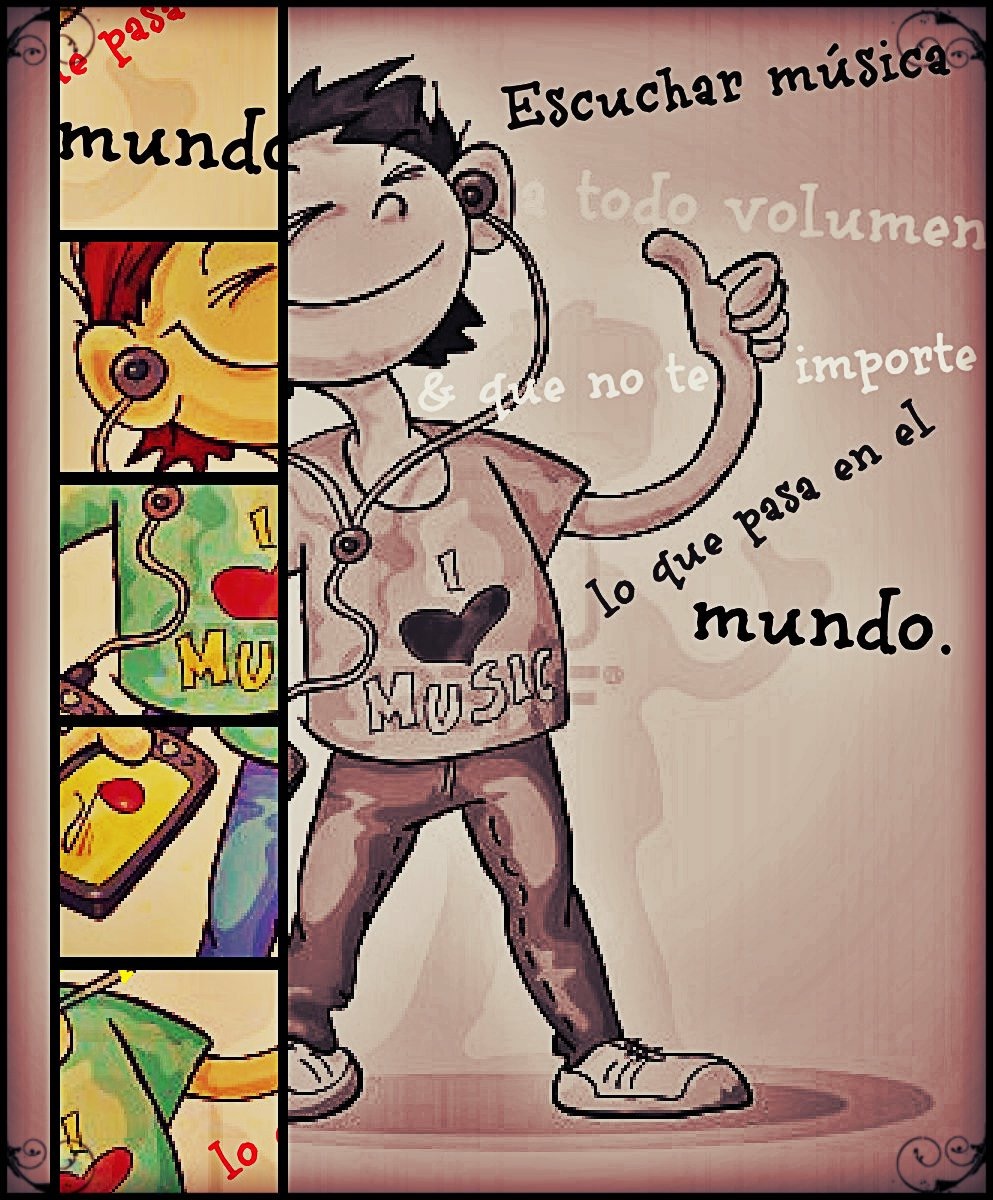 Escuchar música
a todo volumen
& que no te importe
lo que pasa en el
mundo.
I
MUSIC
pasa
mundo
I
MU
I
lo